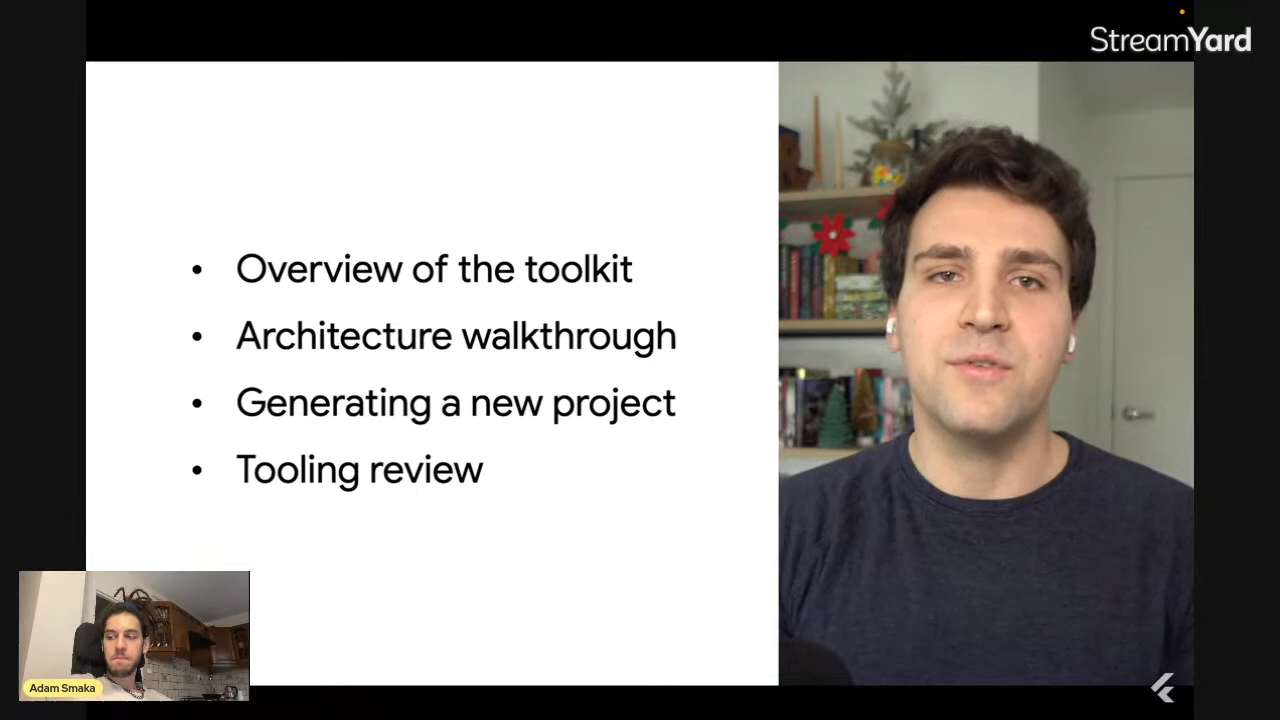 StreamYard
• Overview of the toolkit
• Architecture walkthrough
• Generating a new project
• Tooling review
Adam Smaka